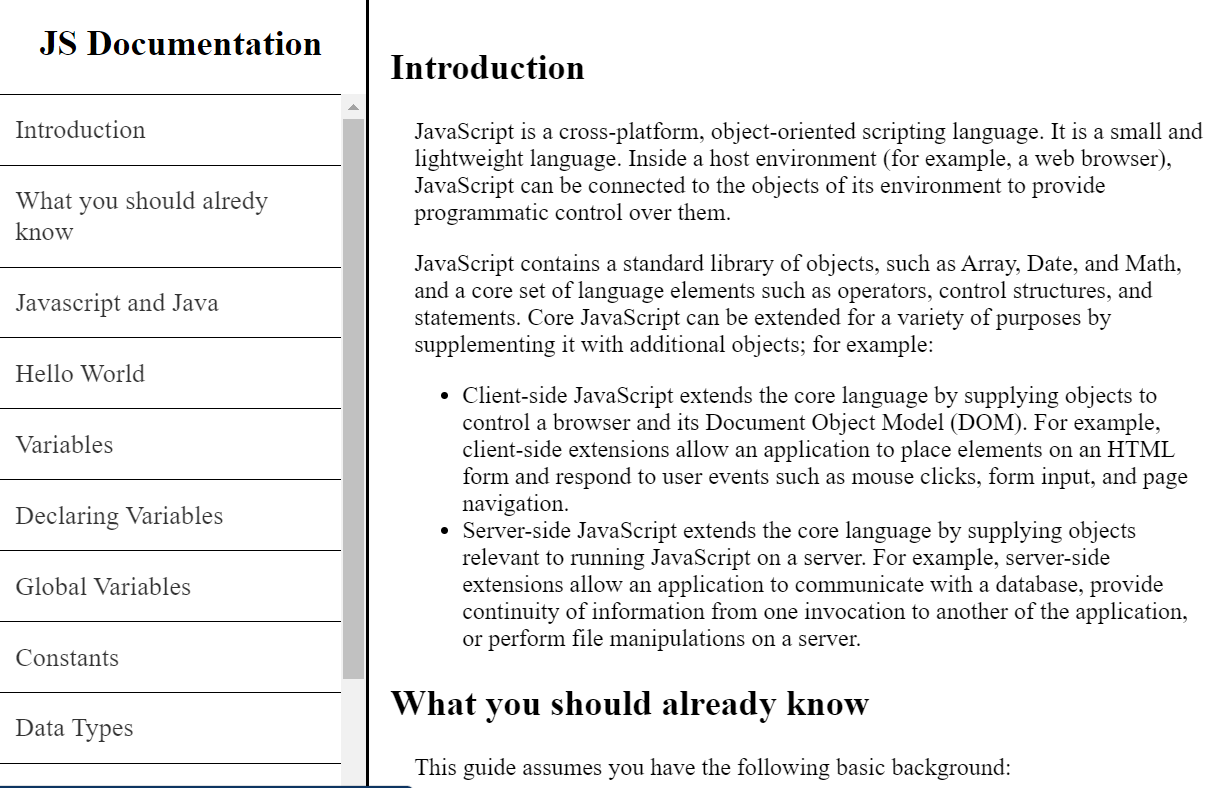 JS Documentation
Introduction
What you should alredy
know
Javascript and Java
Hello World
Variables
Declaring Variables
Global Variables
Constants
Data Types
Introduction
JavaScript is a cross-platform, object-oriented scripting language. It is a small and
lightweight language. Inside a host environment (for example, a web browser),
JavaScript can be connected to the objects of its environment to provide
programmatic control over them.
JavaScript contains a standard library of objects, such as Array, Date, and Math,
and a core set of language elements such as operators, control structures, and
statements. Core JavaScript can be extended for a variety of purposes by
supplementing it with additional objects; for example:
• Client-side JavaScript extends the core language by supplying objects to
control a browser and its Document Object Model (DOM). For example,
client-side extensions allow an application to place elements on an HTML
form and respond to user events such as mouse clicks, form input, and page
navigation.
• Server-side JavaScript extends the core language by supplying objects
relevant to running JavaScript on a server. For example, server-side
extensions allow an application to communicate with a database, provide
continuity of information from one invocation to another of the application,
or perform file manipulations on a server.
What you should already know
This guide assumes you have the following basic background: